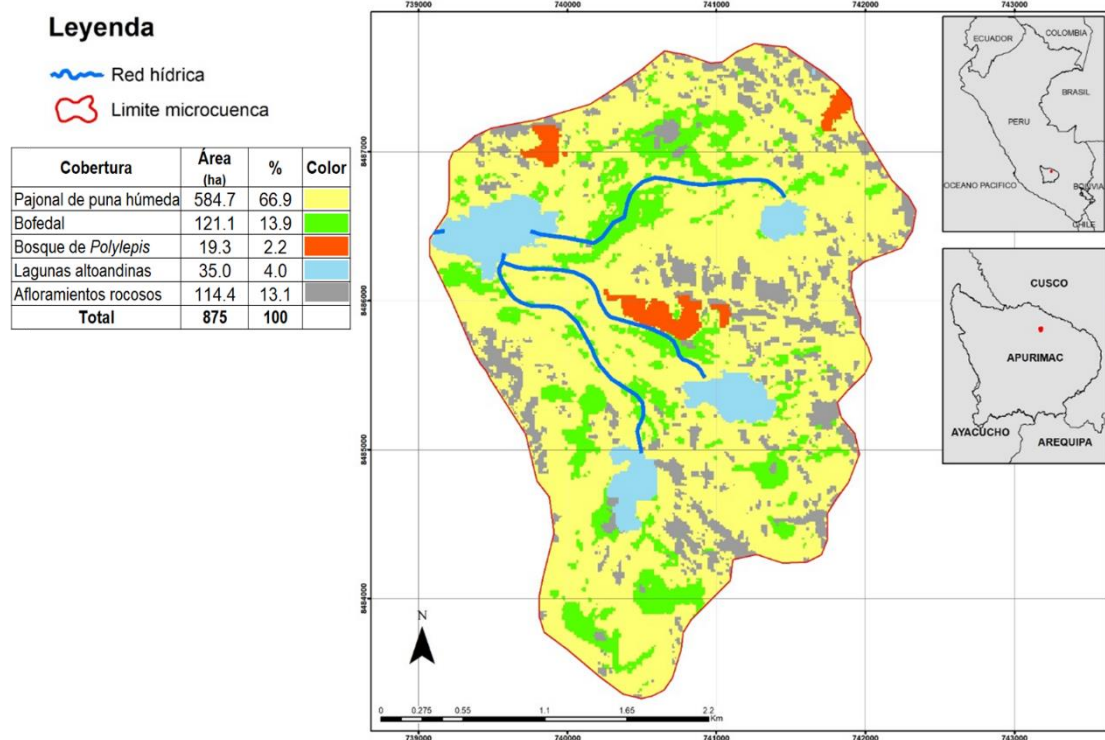 Leyenda
Red hídrica
Limite microcuenca
Cobertura Área (ha) % Color
Pajonal de puna húmeda 584.7 66.9
Bofedal 121.1 13.9
Bosque de Polylepis 19.3 2.2
Lagunas altoandinas 35.0 4.0
Afloramientos rocosos 114.4 13.1
Total 875 100
739000 740000 741000 742000 743000
8487000
8486000
8485000
8484000
N
0 0.275 0.55 1.1 1.65 2.2
Km
739000 740000 741000 742000 743000
ECUADOR COLOMBIA
BRASIL
PERU
OCEANO PACIFICO
BOLIVIA
CHILE
CUSCO
APURIMAC
AYACUCHO AREQUIPA